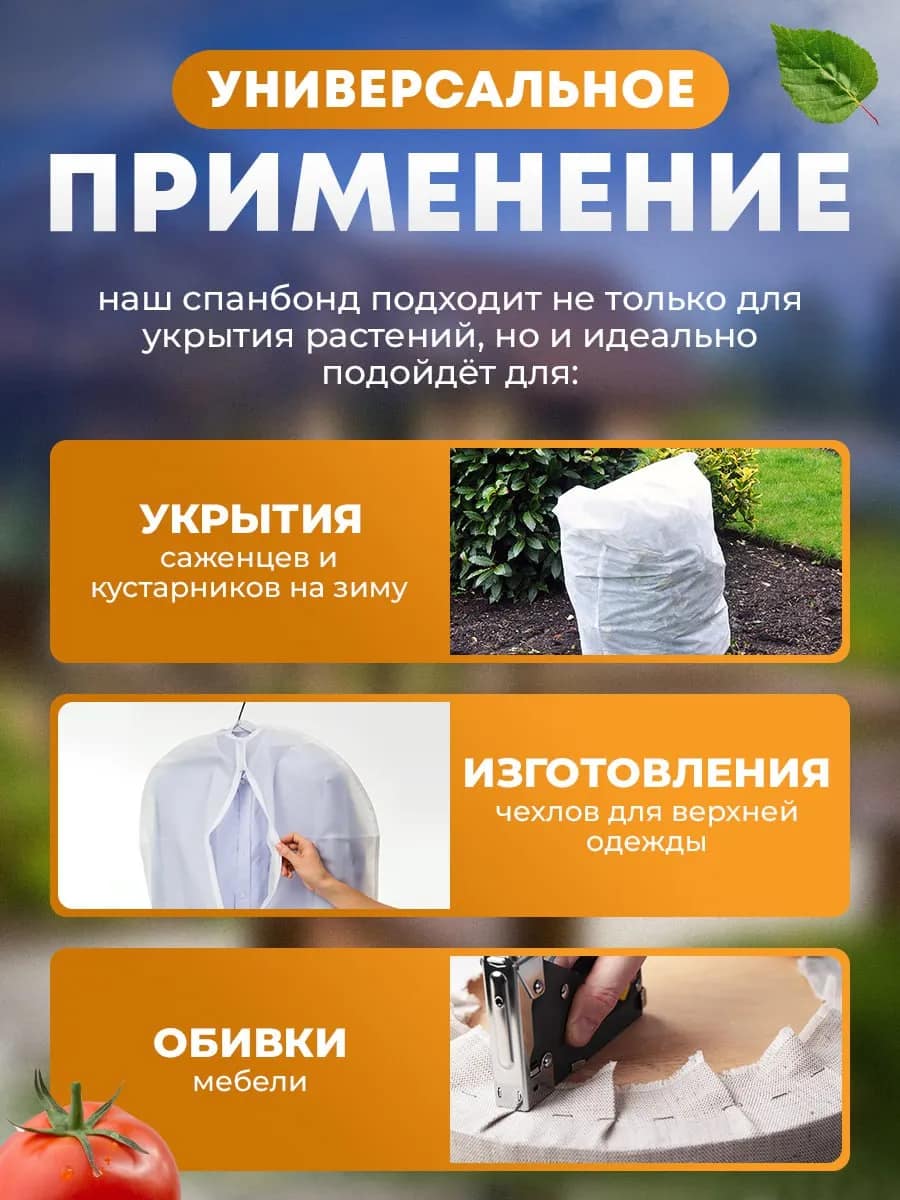 УНИВЕРСАЛЬНОЕ
ПРИМЕНЕНИЕ
наш спанбонд подходит не только для
укрытия растений, но и идеально
подойдёт для:
УКРЫТИЯ
саженцев и
кустарников на зиму
ИЗГОТОВЛЕНИЯ
чехлов для верхней
одежды
ОБИВКИ
мебели